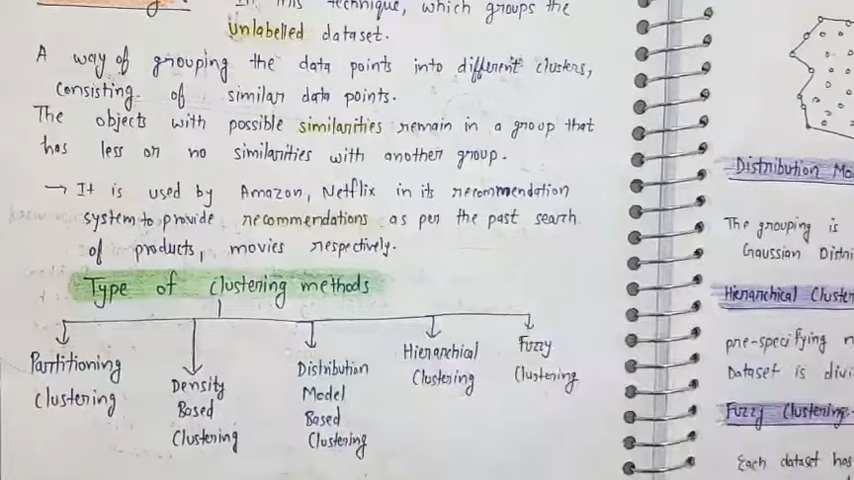 In this technique, which groups the
unlabelled dataset.
A way of grouping the data points into different clusters,
consisting of similar data points.
The objects with possible similarities remain in a group that
has less or no similarities with another group.
→ It is used by Amazon, Netflix in its recommendation
system to provide recommendations as per the past search
of products, movies respectively.
Type of clustering methods
Partitioning
Clustering
Density
Based
Clustering
Distribution
Model
Based
Clustering
Hierarchical
Clustering
Fuzzy
Clustering
Distribution
The grouping is
Gaussian
Hierarchical
pre-specifying
Dataset is
Fuzzy Clustering
Each dataset has